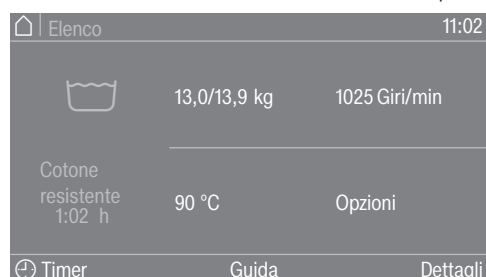 Elenco 11:02
13,0/13,9 kg 1025 Giri/min
Cotone
resistente
1:02 h
90 °C Opzioni
Timer Guida Dettagli